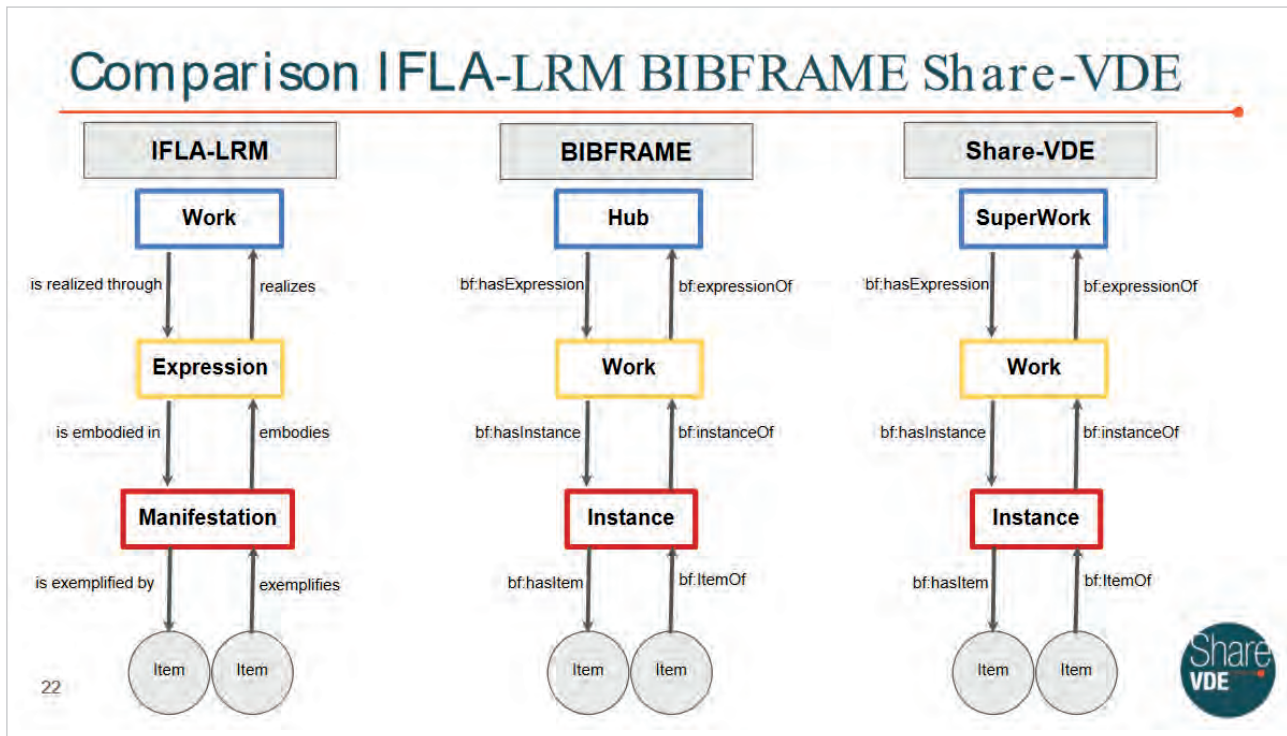 Comparison IFLA-LRM BIBFRAME Share-VDE
IFLA-LRM
BIBFRAME
Share-VDE
Work
Hub
SuperWork
is realized through
realizes
bf:hasExpression
bf:expressionOf
bf:hasExpression
bf:expressionOf
Expression
Work
Work
is embodied in
embodies
bf:hasInstance
bf:instanceOf
bf:hasInstance
bf:instanceOf
Manifestation
Instance
Instance
is exemplified by
exemplifies
bf:hasItem
bf:ItemOf
bf:hasItem
bf:ItemOf
Item
Item
Item
Item
Item
Item
22
Share
VDE